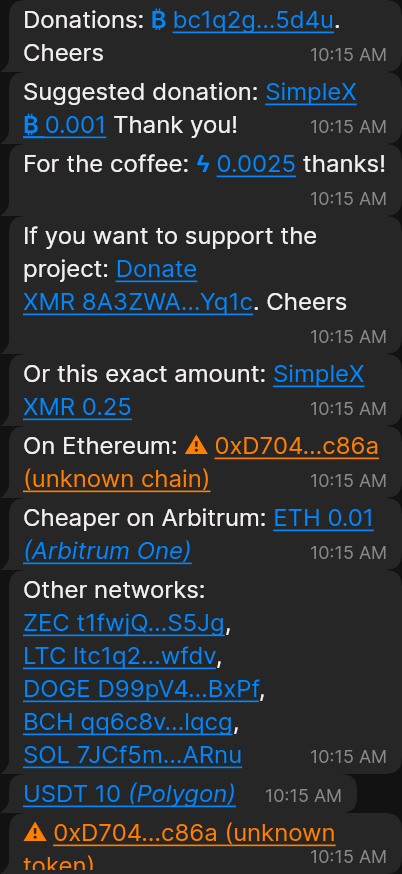 Donations: ₿ bc1q2g...5d4u.
Cheers
10:15 AM
Suggested donation: SimpleX
₿ 0.001 Thank you!
10:15 AM
For the coffee: ϟ 0.0025 thanks!
10:15 AM
If you want to support the
project: Donate
XMR 8A3ZWA...Yq1c. Cheers
10:15 AM
Or this exact amount: SimpleX
XMR 0.25
10:15 AM
On Ethereum: ⚠ 0xD704...c86a
(unknown chain)
10:15 AM
Cheaper on Arbitrum: ETH 0.01
(Arbitrum One)
10:15 AM
Other networks:
ZEC t1fwjQ...S5Jg,
LTC ltc1q2...wfdv,
DOGE D99pV4...BxPf,
BCH qq6c8v...lqcg,
SOL 7JCf5m...ARnu
10:15 AM
USDT 10 (Polygon)
10:15 AM
⚠ 0xD704...c86a (unknown
token)
10:15 AM